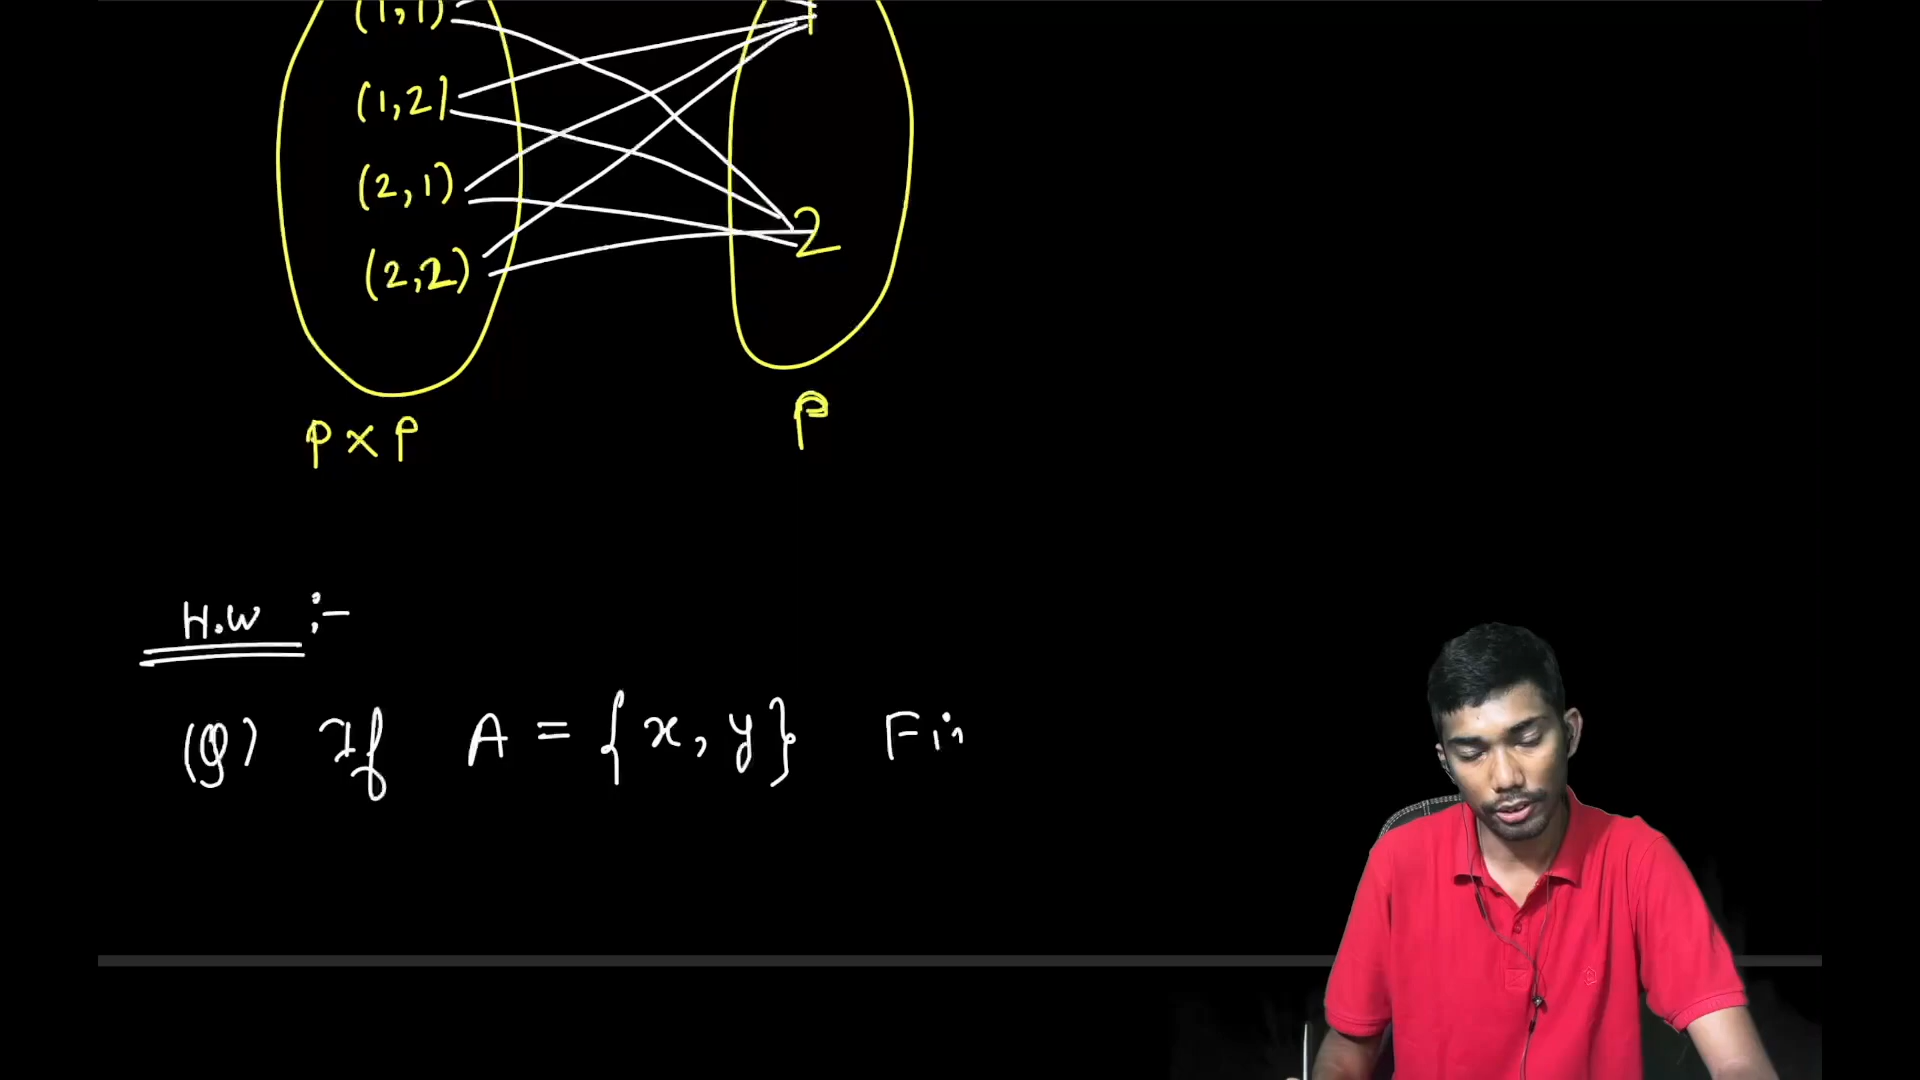 (1,1) 1
(1,2)
(2,1)
(2,2) 2
P × P P
H.W :-
(Q) If A = {x, y} Fi